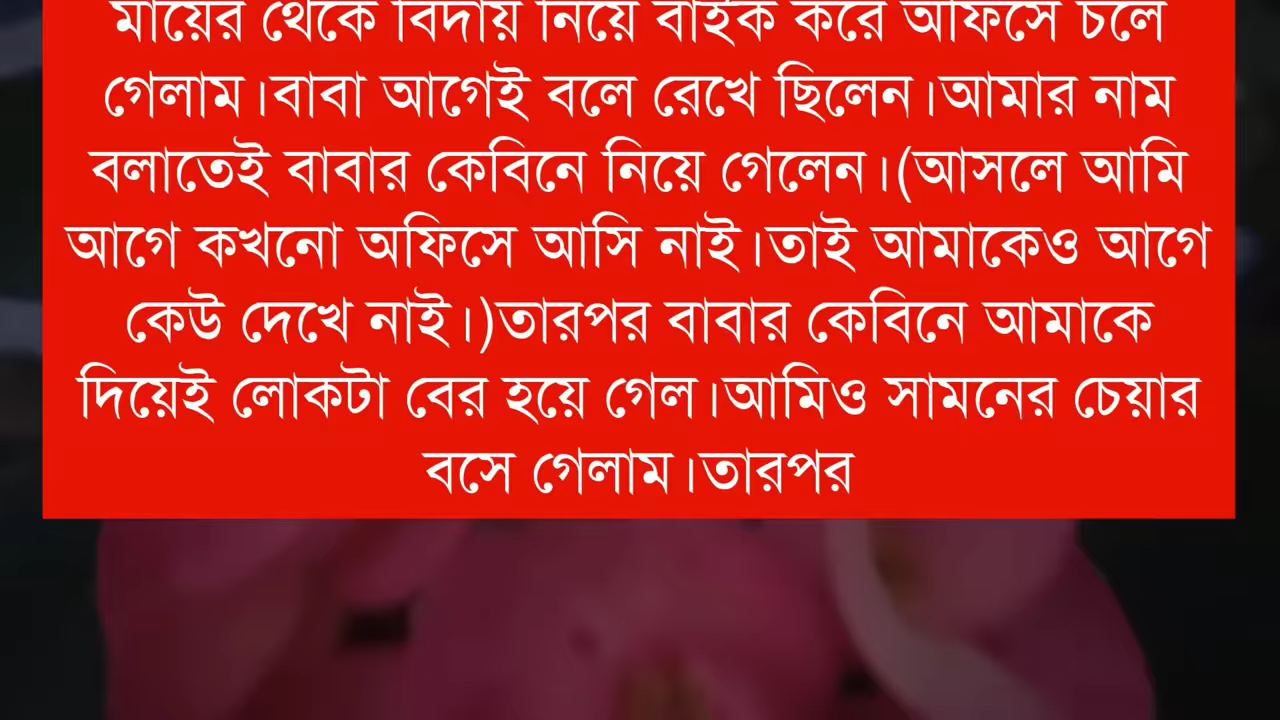 মায়ের থেকে বিদায় নিয়ে বাইক করে অফিসে চলে
গেলাম।বাবা আগেই বলে রেখে ছিলেন।আমার নাম
বলাতেই বাবার কেবিনে নিয়ে গেলেন।(আসলে আমি
আগে কখনো অফিসে আসি নাই।তাই আমাকেও আগে
কেউ দেখে নাই।)তারপর বাবার কেবিনে আমাকে
দিয়েই লোকটা বের হয়ে গেল।আমিও সামনের চেয়ার
বসে গেলাম।তারপর